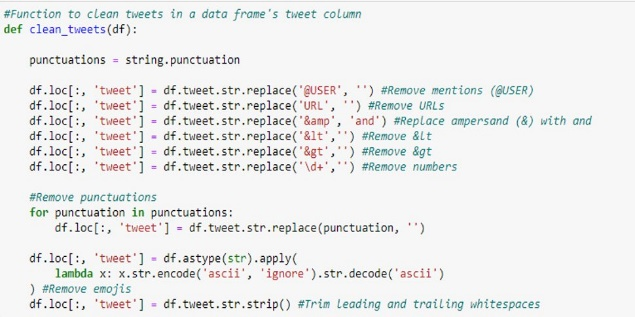 #Function to clean tweets in a data frame's tweet column
def clean_tweets(df):
punctuations = string.punctuation
df.loc[:, 'tweet'] = df.tweet.str.replace('@USER', '') #Remove mentions (@USER)
df.loc[:, 'tweet'] = df.tweet.str.replace('URL', '') #Remove URLs
df.loc[:, 'tweet'] = df.tweet.str.replace('&amp', 'and') #Replace ampersand (&) with and
df.loc[:, 'tweet'] = df.tweet.str.replace('&lt','') #Remove &lt
df.loc[:, 'tweet'] = df.tweet.str.replace('&gt','') #Remove &gt
df.loc[:, 'tweet'] = df.tweet.str.replace('\d+','') #Remove numbers
#Remove punctuations
for punctuation in punctuations:
df.loc[:, 'tweet'] = df.tweet.str.replace(punctuation, '')
df.loc[:, 'tweet'] = df.astype(str).apply(
lambda x: x.str.encode('ascii', 'ignore').str.decode('ascii')
) #Remove emojis
df.loc[:, 'tweet'] = df.tweet.str.strip() #Trim leading and trailing whitespaces